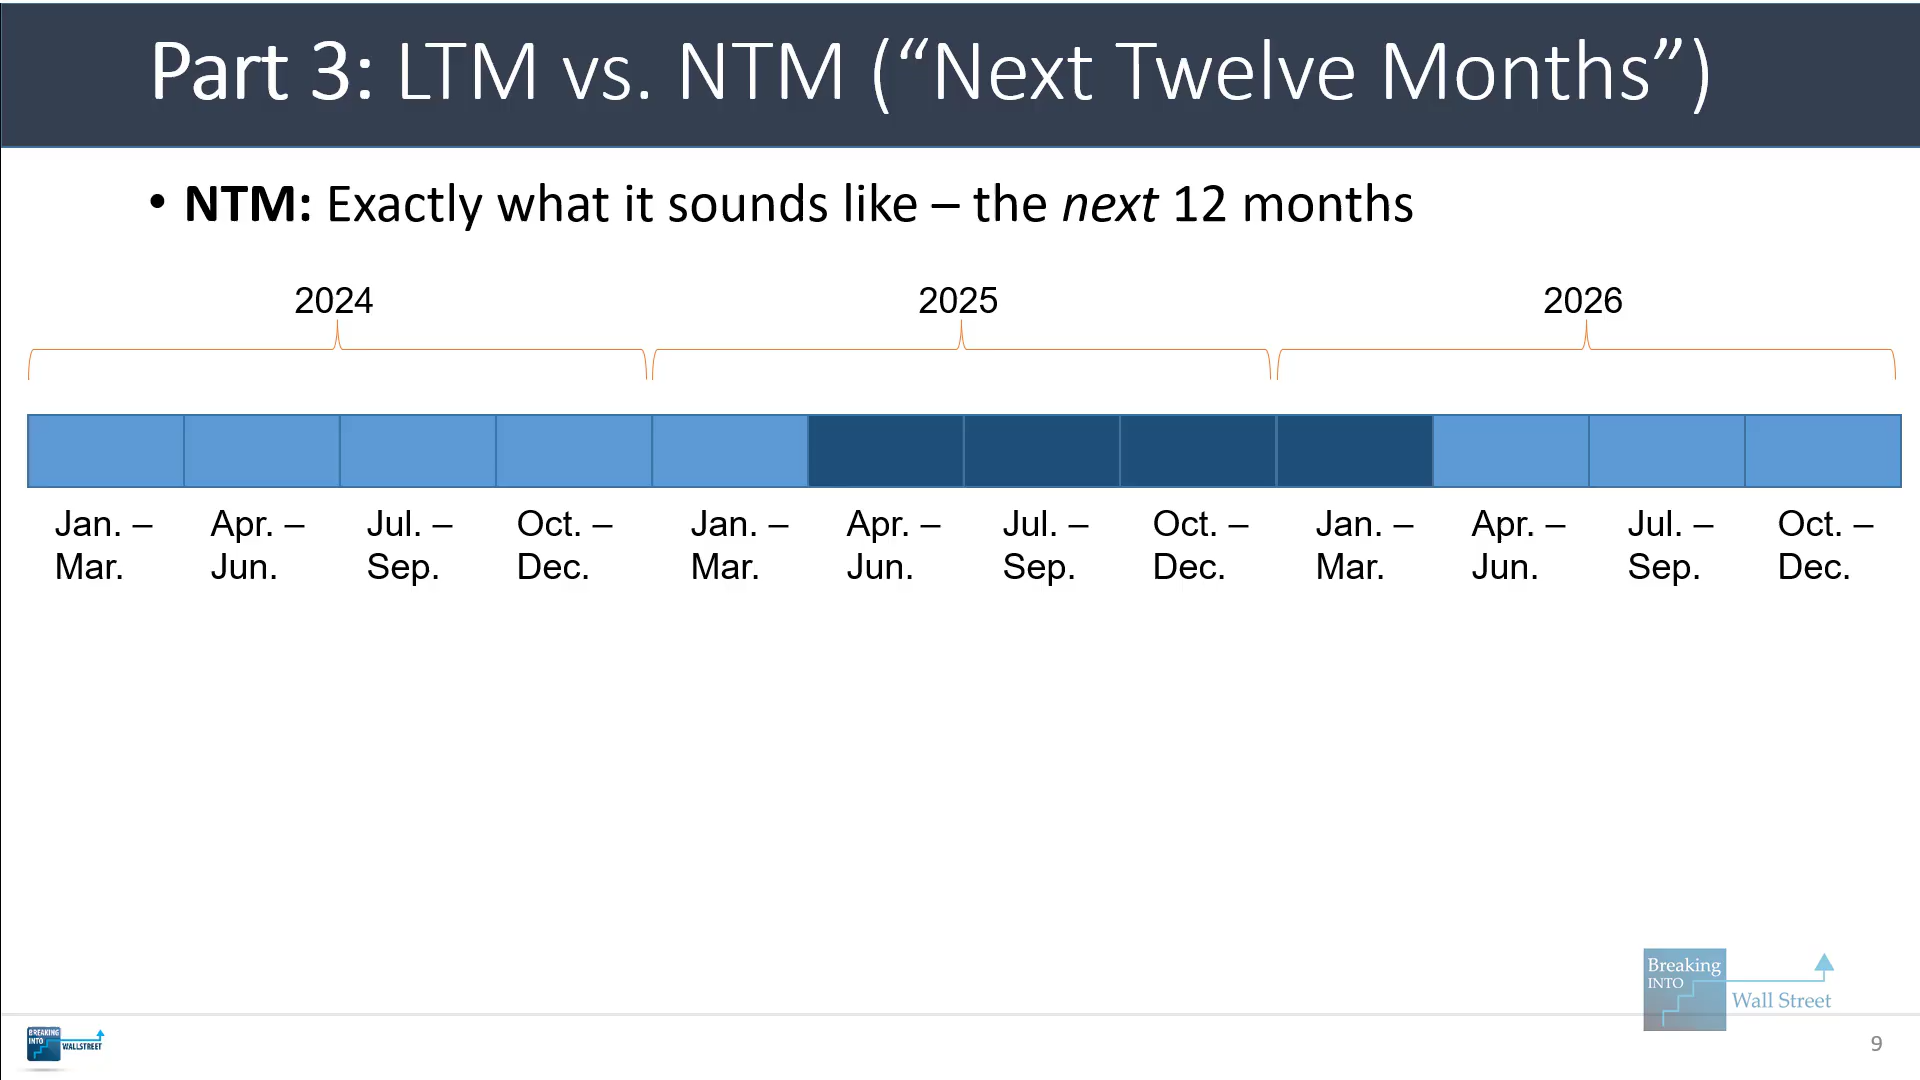 Part 3: LTM vs. NTM (“Next Twelve Months”)
• NTM: Exactly what it sounds like – the next 12 months
2024 2025 2026
Jan. – Apr. – Jul. – Oct. – Jan. – Apr. – Jul. – Oct. – Jan. – Apr. – Jul. – Oct. –
Mar. Jun. Sep. Dec. Mar. Jun. Sep. Dec. Mar. Jun. Sep. Dec.
Breaking
INTO
Wall Street
BREAKING
INTO
WALLSTREET
9